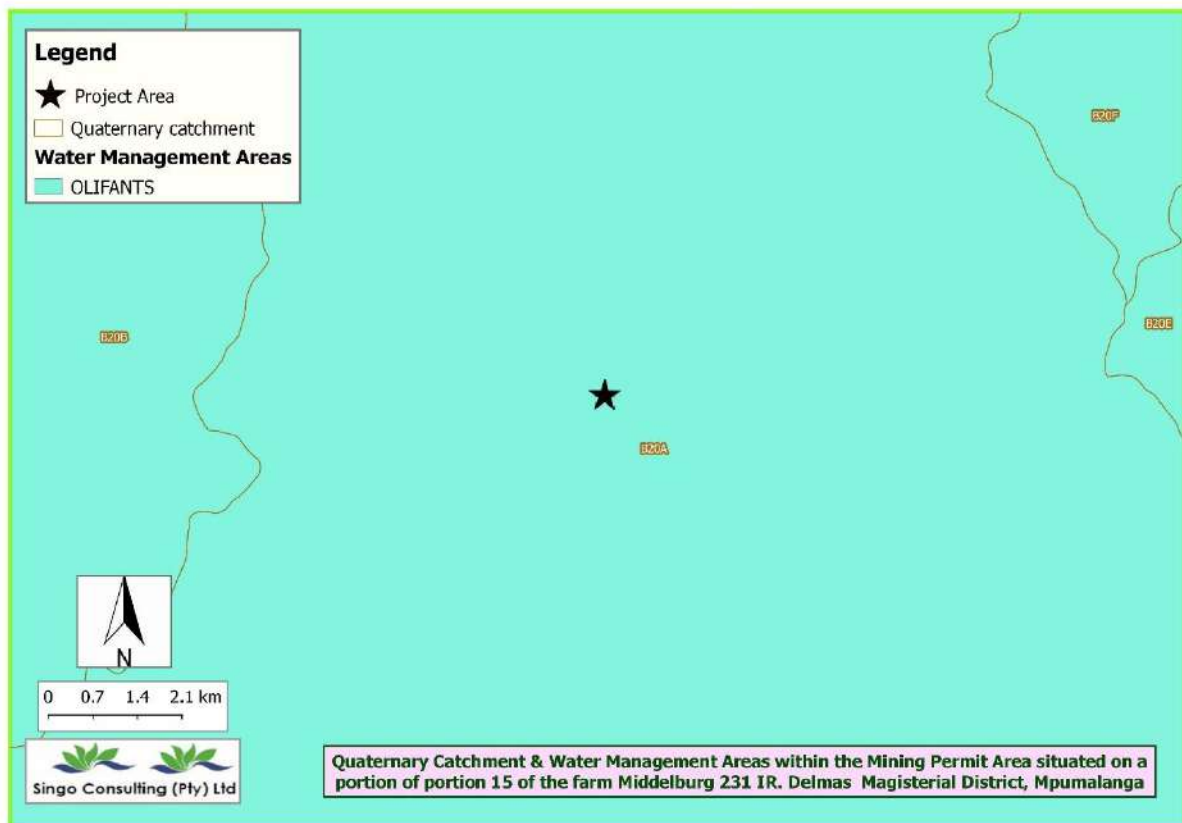 Legend
Project Area
Quaternary catchment
Water Management Areas
OLIFANTS
B20F
B20E
B20B
B20A
N
0 0.7 1.4 2.1 km
Singo Consulting (Pty) Ltd
Quaternary Catchment & Water Management Areas within the Mining Permit Area situated on a
portion of portion 15 of the farm Middelburg 231 IR. Delmas Magisterial District, Mpumalanga